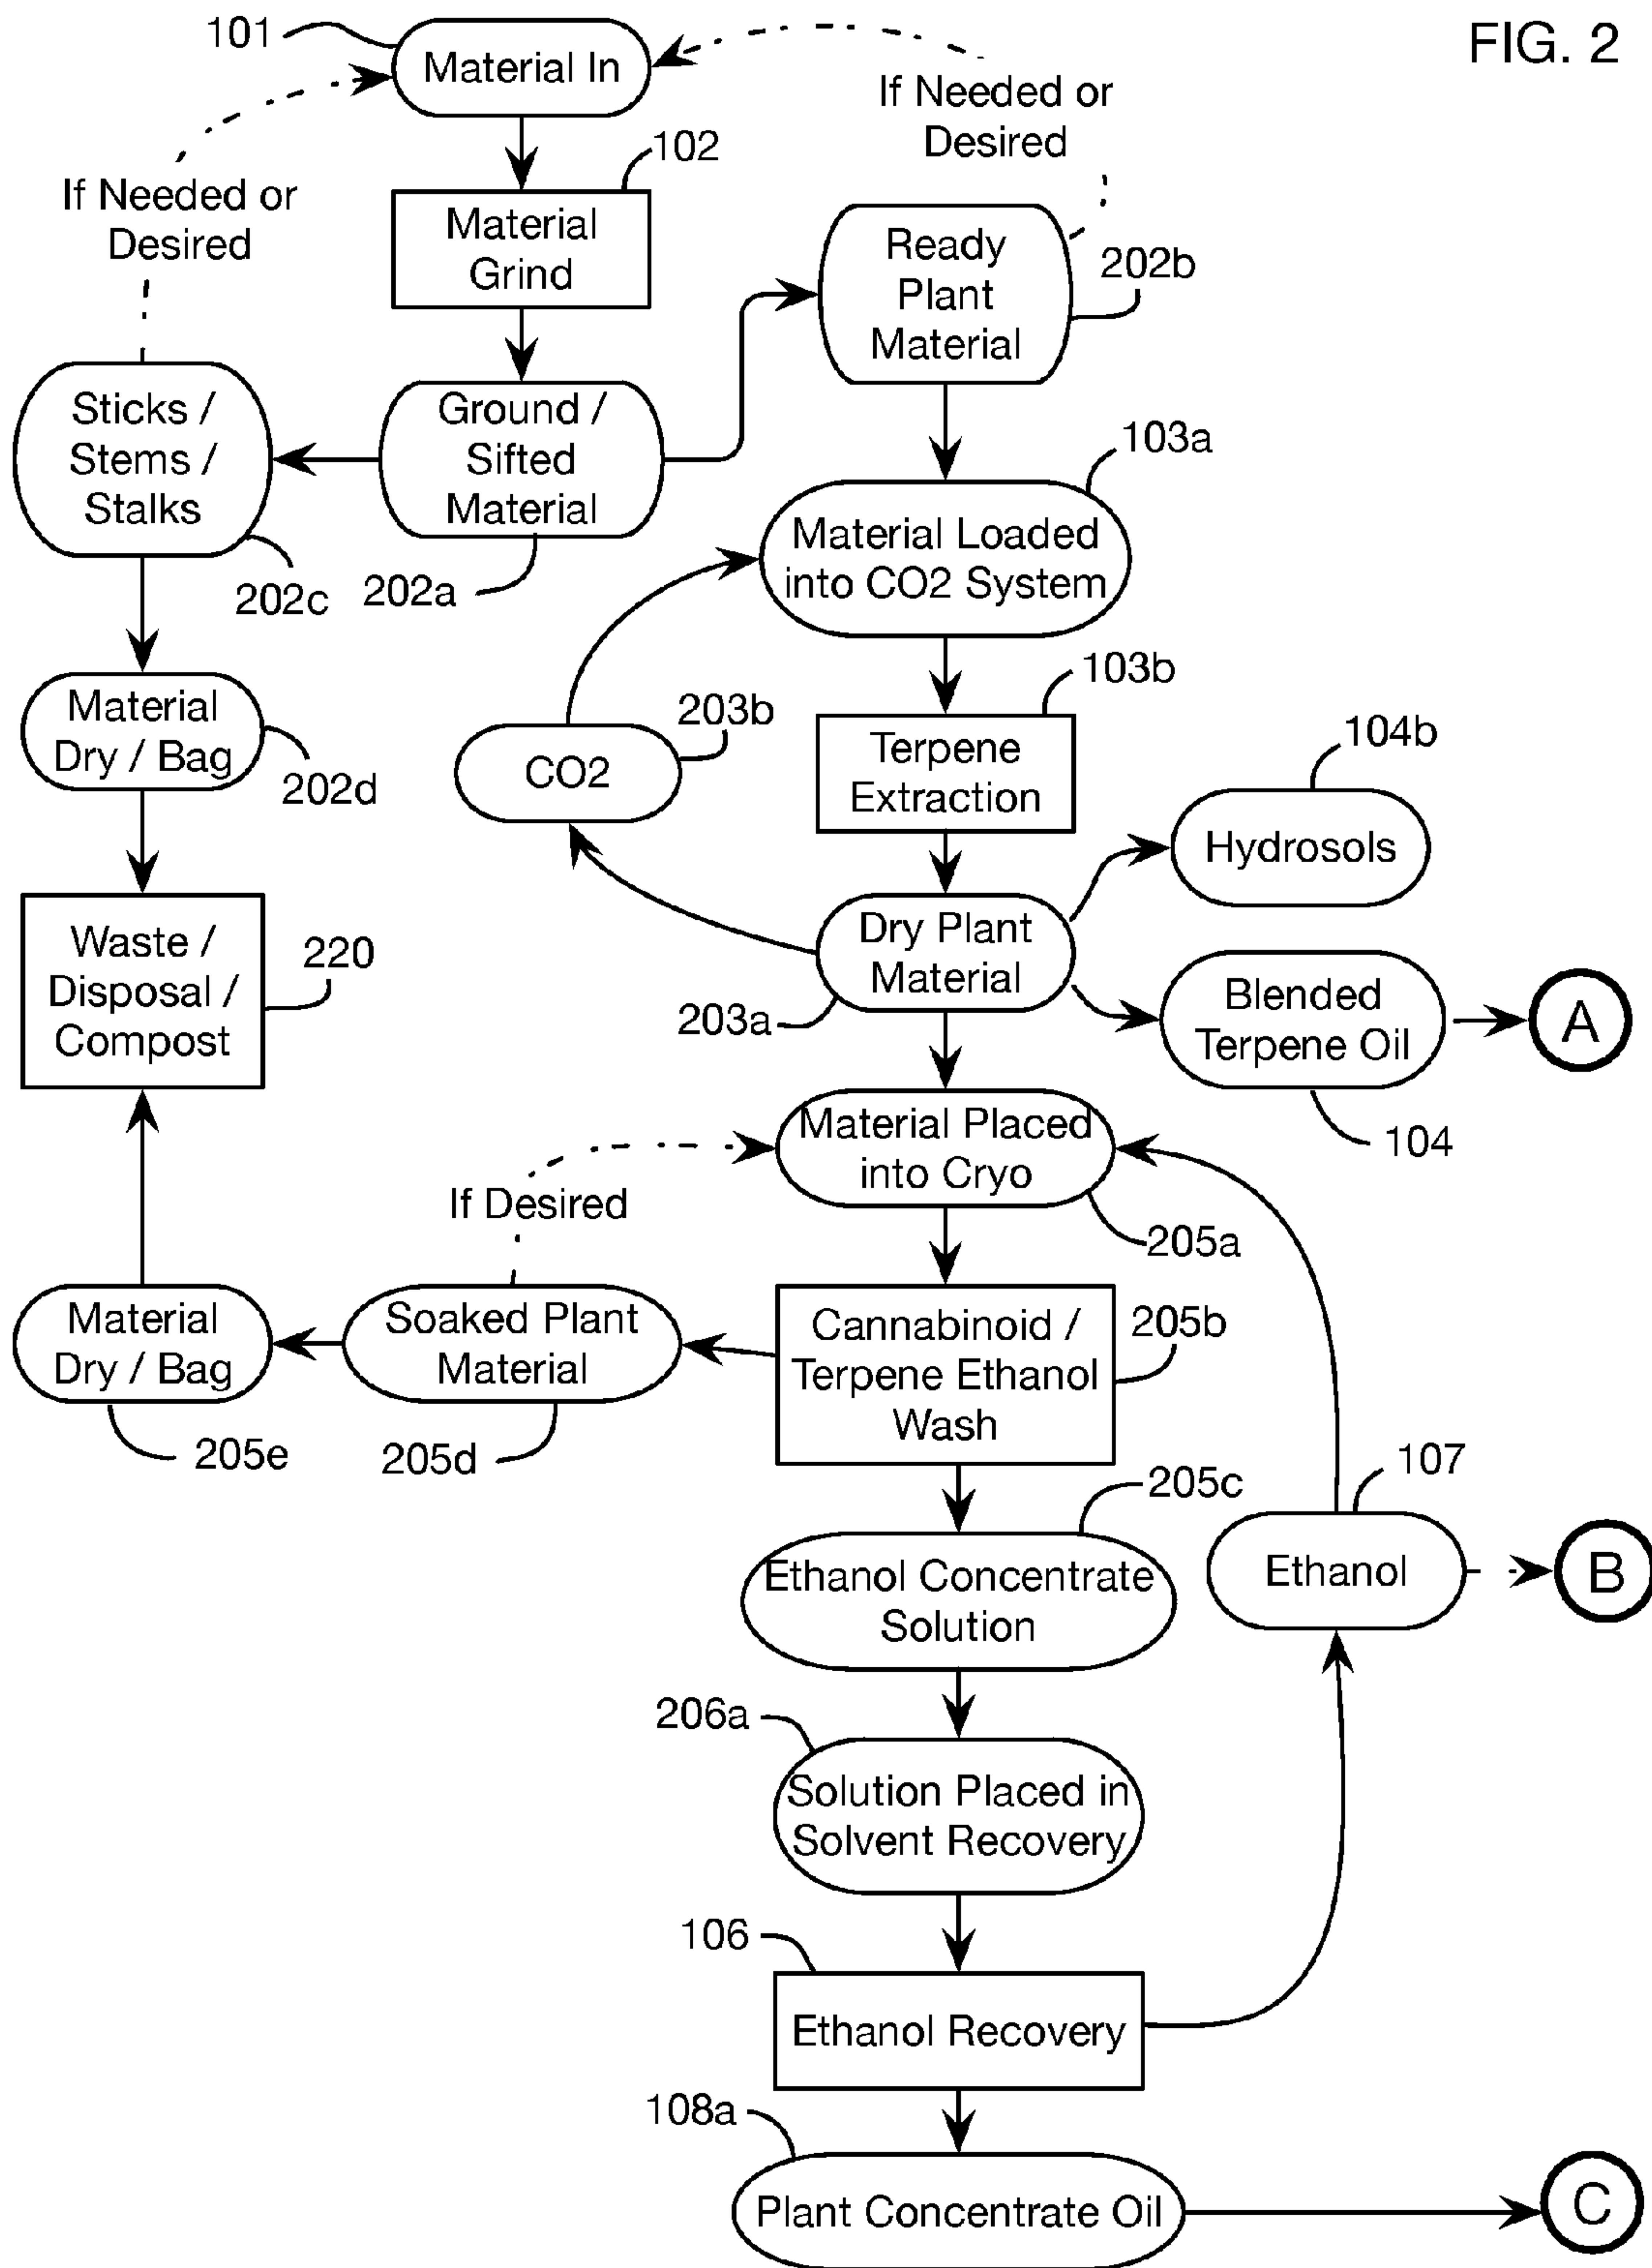 FIG. 2
101
Material In
If Needed or
Desired
102
If Needed or
Desired
Material
Grind
Ready
Plant
Material
202b
Sticks /
Stems /
Stalks
202c
Ground /
Sifted
Material
202a
103a
Material Loaded
into CO2 System
103b
Material
Dry / Bag
202d
203b
CO2
Terpene
Extraction
104b
Hydrosols
Waste /
Disposal /
Compost
220
Dry Plant
Material
203a
Blended
Terpene Oil
104
A
Material Placed
into Cryo
205a
If Desired
Material
Dry / Bag
205e
Soaked Plant
Material
205d
Cannabinoid /
Terpene Ethanol
Wash
205b
205c
107
Ethanol Concentrate
Solution
Ethanol
B
206a
Solution Placed in
Solvent Recovery
106
Ethanol Recovery
108a
Plant Concentrate Oil
C